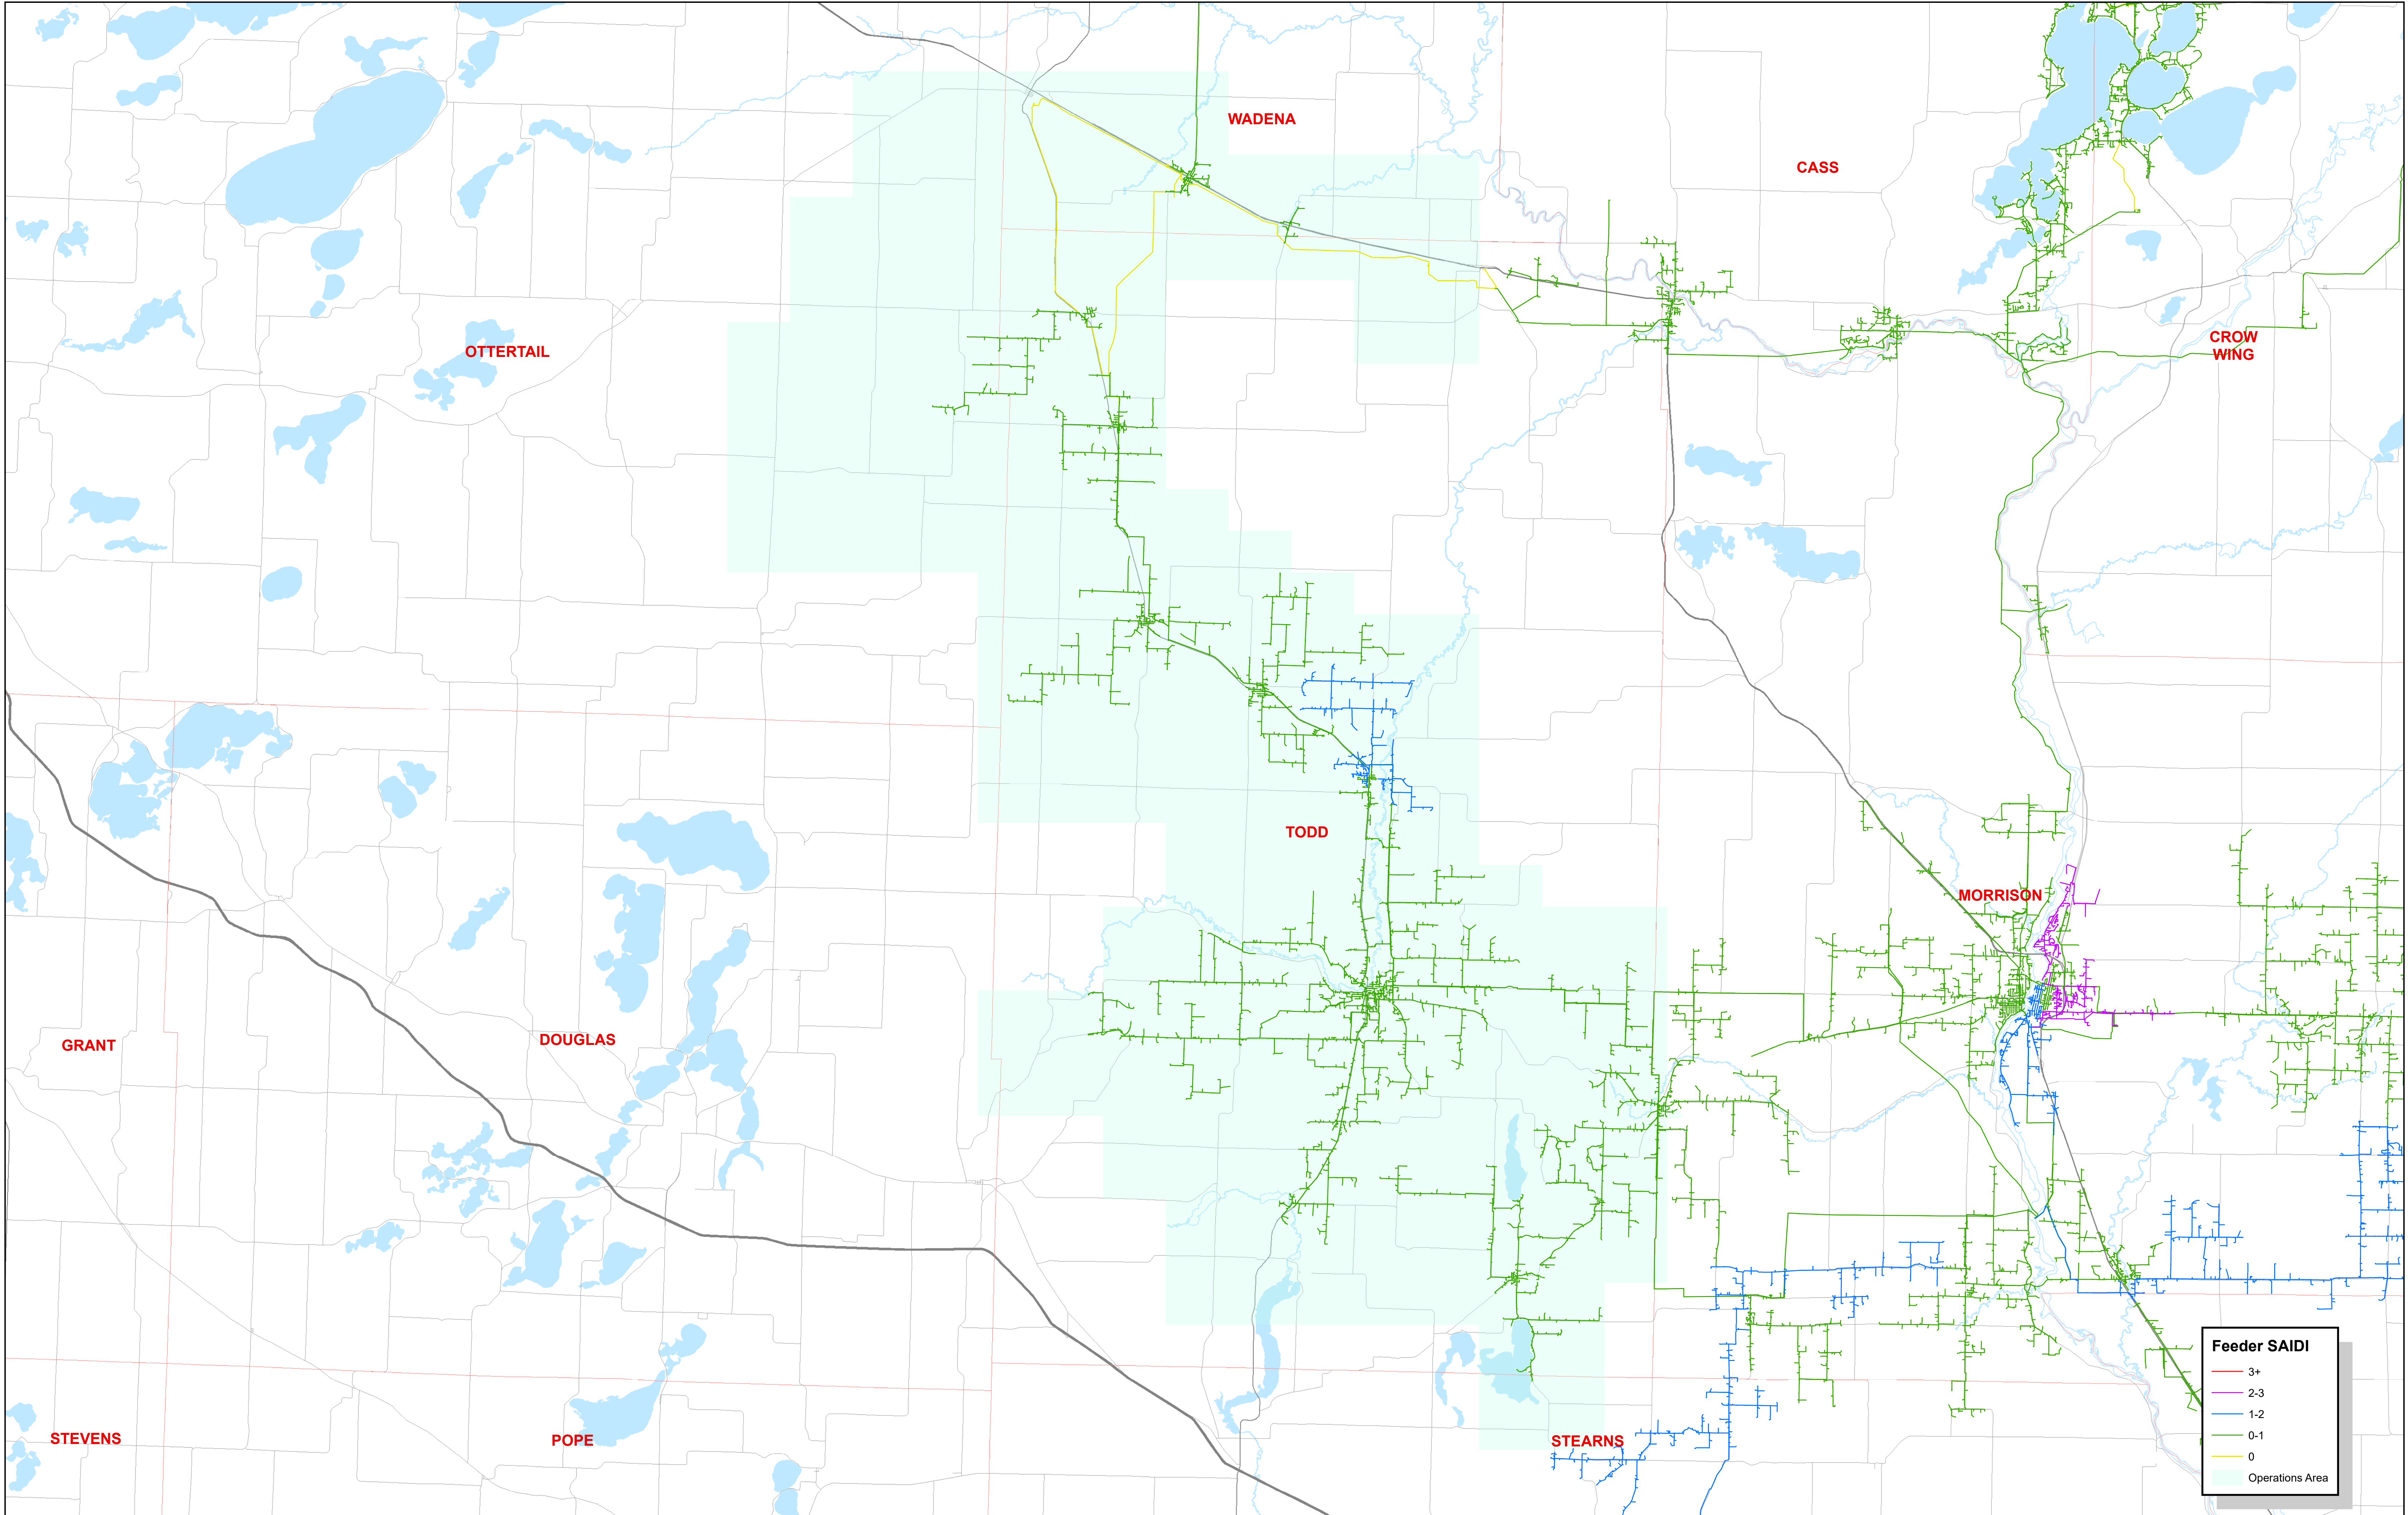 WADENA
CASS
OTTERTAIL
CROW
WING
TODD
MORRISON
GRANT
DOUGLAS
STEVENS
POPE
STEARNS
Feeder SAIDI
3+
2-3
1-2
0-1
0
Operations Area